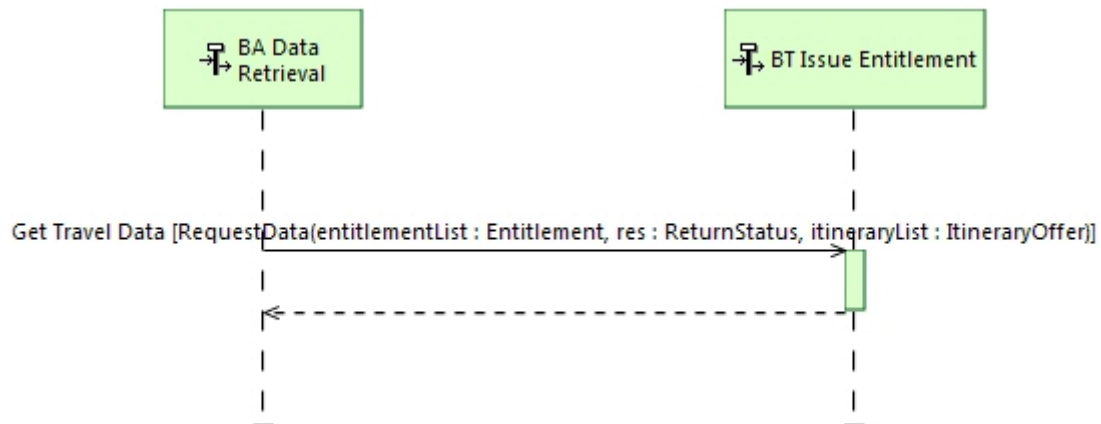 BA Data
Retrieval
BT Issue Entitlement
Get Travel Data [RequestData(entitlementList : Entitlement, res : ReturnStatus, itineraryList : ItineraryOffer)]